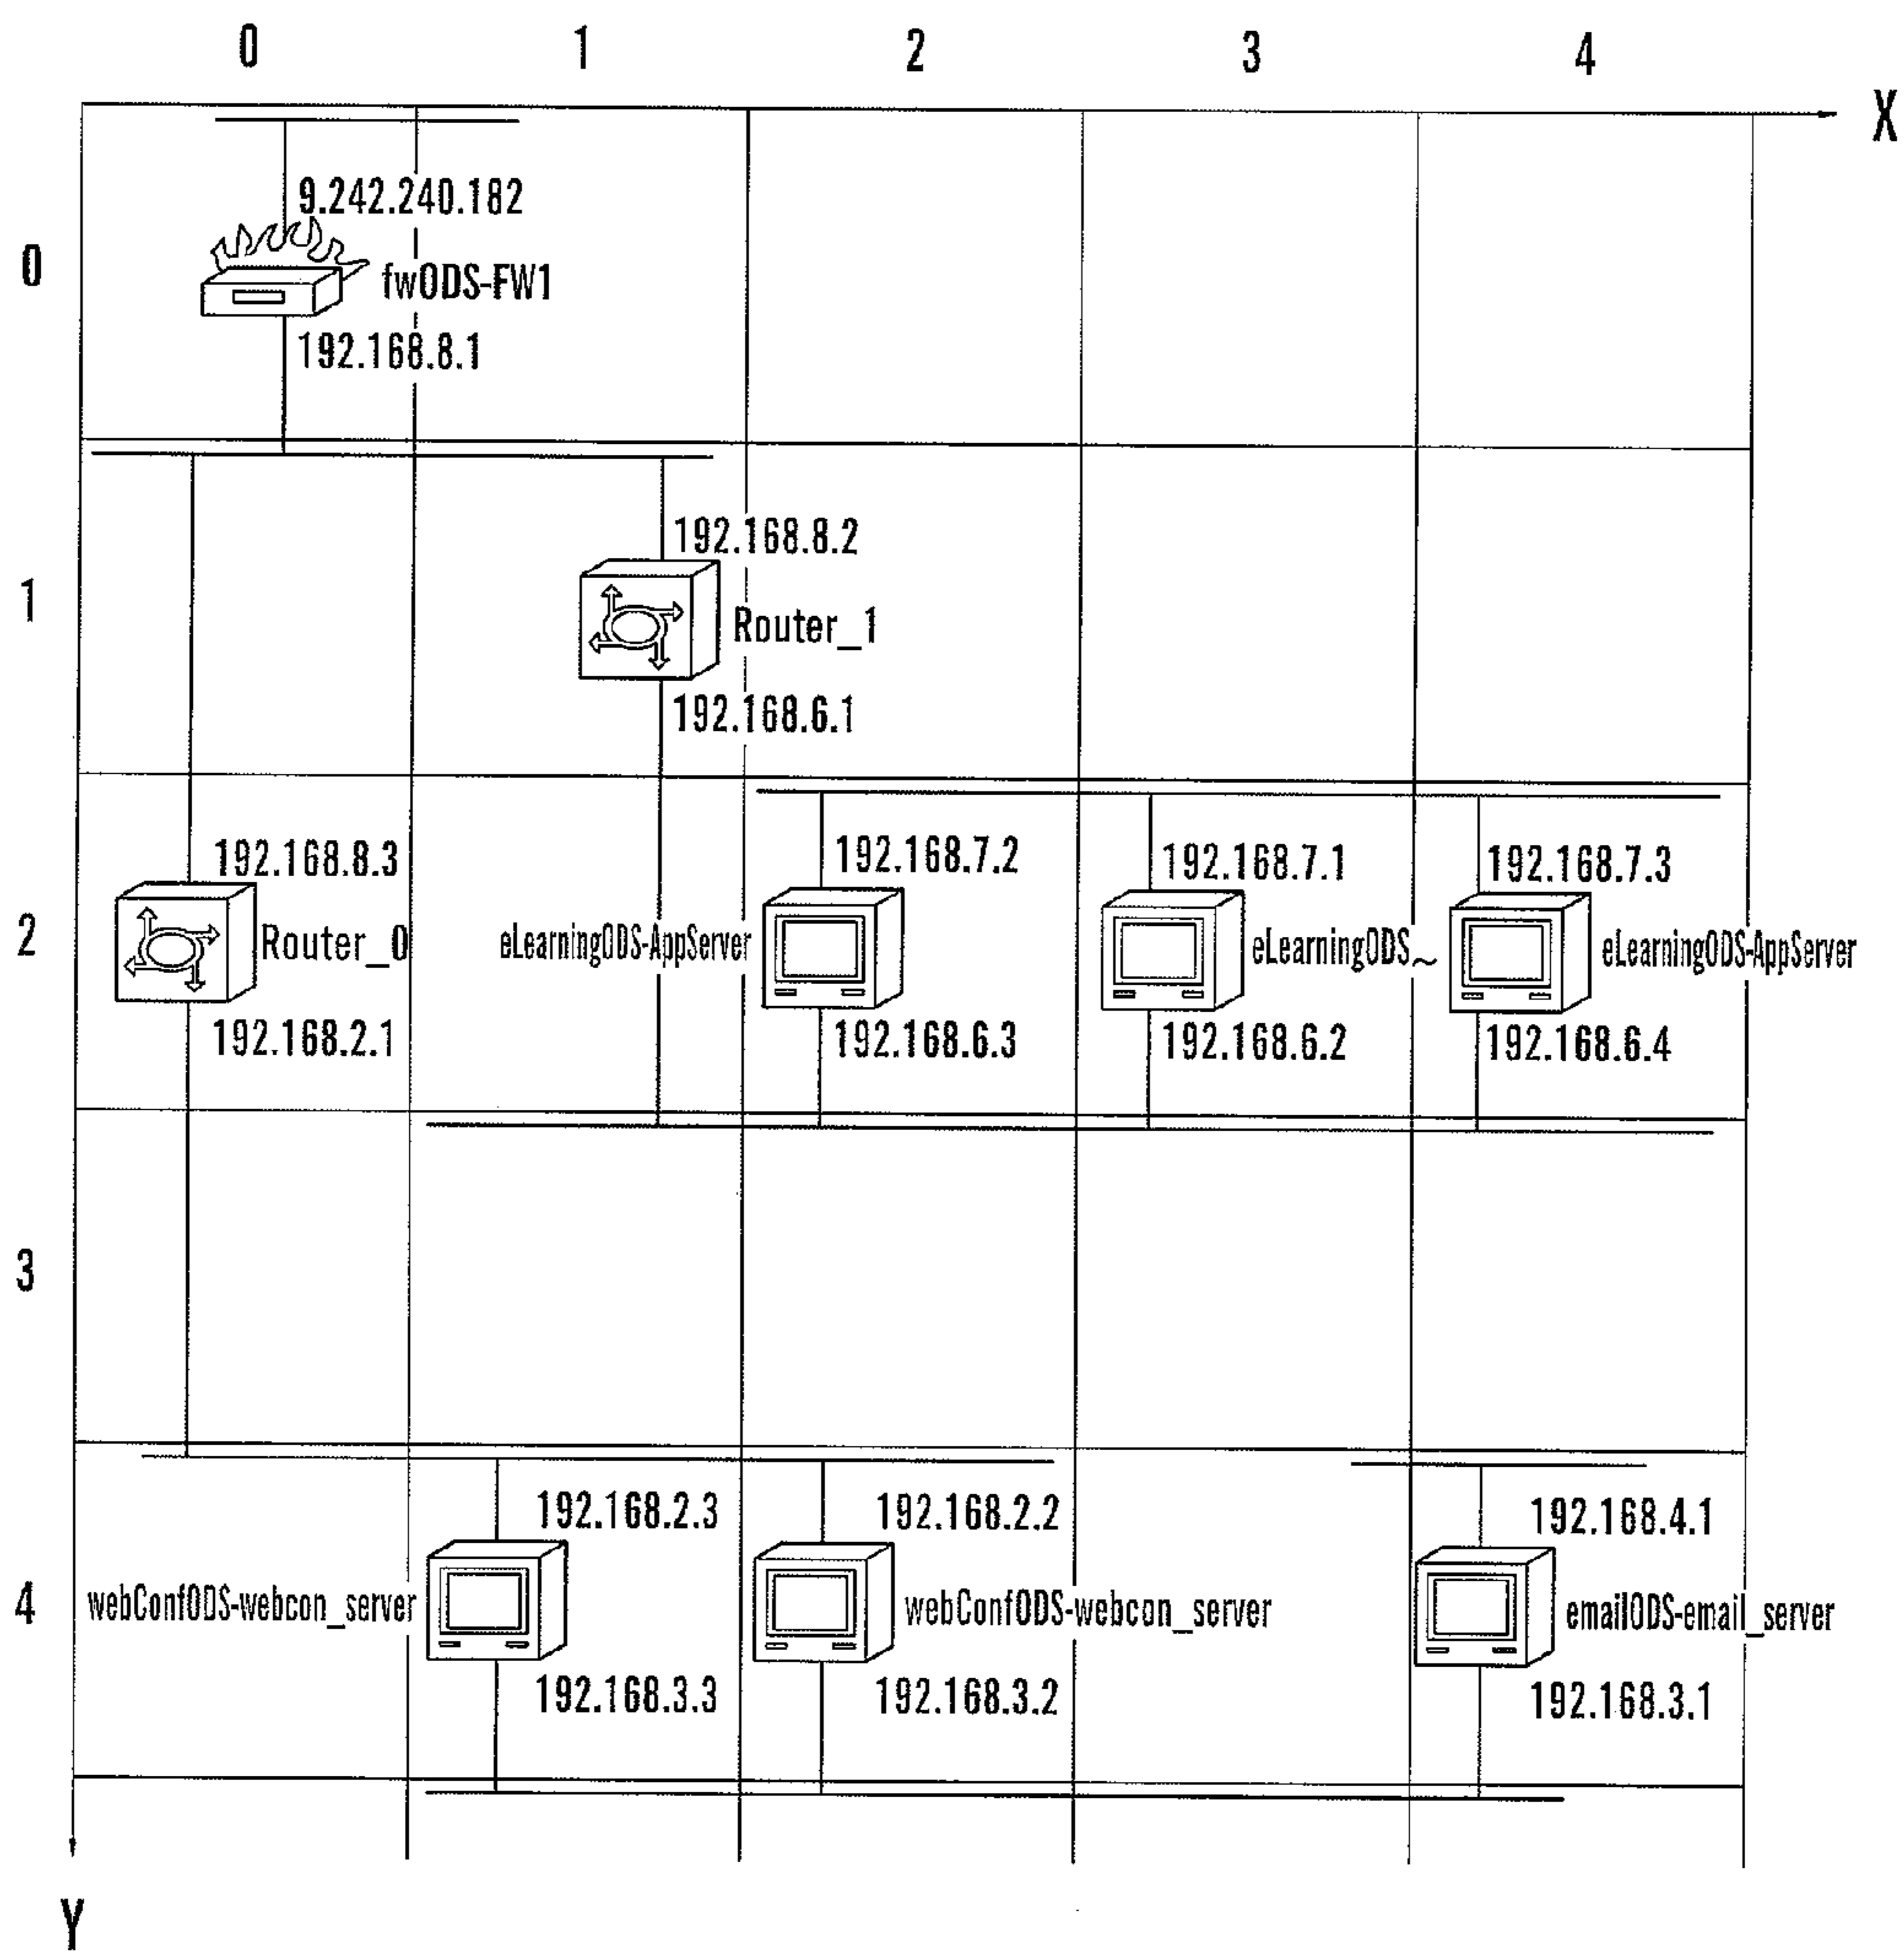 0 1 2 3 4
X
9.242.240.182
0
fwODS-FW1
192.168.8.1
192.168.8.2
1
Router_1
192.168.6.1
192.168.8.3 192.168.7.2 192.168.7.1 192.168.7.3
2
Router_0 eLearningODS-AppServer eLearningODS~ eLearningODS-AppServer
192.168.2.1 192.168.6.3 192.168.6.2 192.168.6.4
3
192.168.2.3 192.168.2.2 192.168.4.1
4
webConfODS-webcon_server webConfODS-webcon_server emailODS-email_server
192.168.3.3 192.168.3.2 192.168.3.1
Y